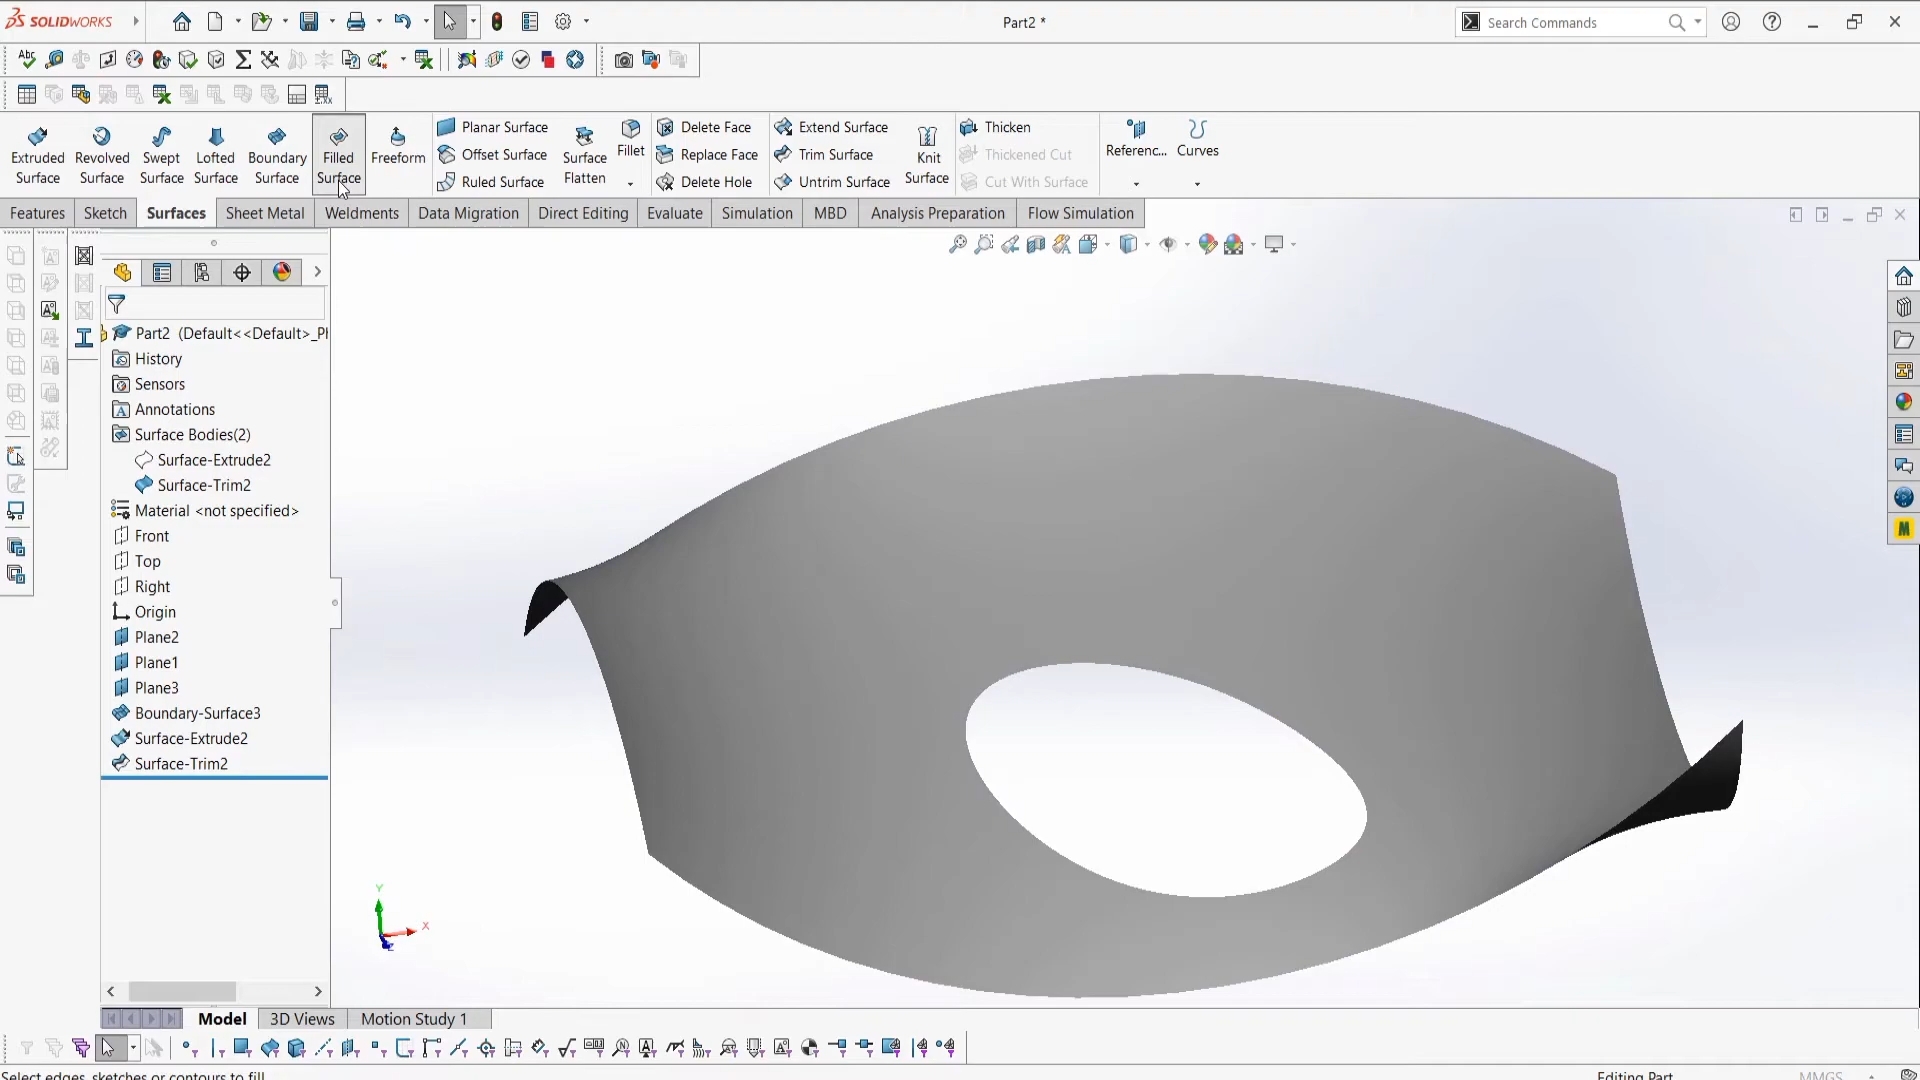 SOLIDWORKS
Part2 *
Search Commands
Abc
Extruded Surface
Revolved Surface
Swept Surface
Lofted Surface
Boundary Surface
Filled Surface
Freeform
Planar Surface
Offset Surface
Ruled Surface
Surface Flatten
Fillet
Delete Face
Replace Face
Delete Hole
Extend Surface
Trim Surface
Untrim Surface
Knit Surface
Thicken
Thickened Cut
Cut With Surface
Referenc...
Curves
Features
Sketch
Surfaces
Sheet Metal
Weldments
Data Migration
Direct Editing
Evaluate
Simulation
MBD
Analysis Preparation
Flow Simulation
Part2 (Default<<Default>_Pl
History
Sensors
Annotations
Surface Bodies(2)
Surface-Extrude2
Surface-Trim2
Material <not specified>
Front
Top
Right
Origin
Plane2
Plane1
Plane3
Boundary-Surface3
Surface-Extrude2
Surface-Trim2
Y
X
Z
M
Model
3D Views
Motion Study 1
Select edges, sketches or contours to fill
Editing Part
MMGS